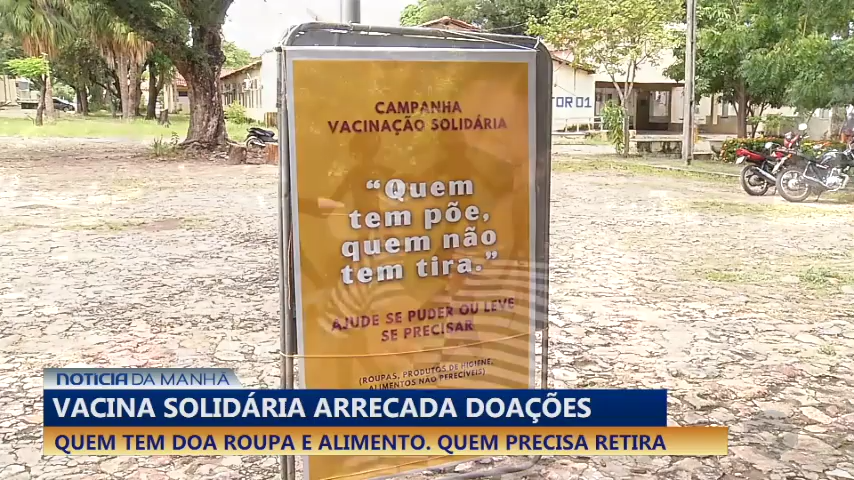 CAMPANHA
VACINAÇÃO SOLIDÁRIA
"Quem
tem põe,
quem não
tem tira."
AJUDE SE PUDER OU LEVE
SE PRECISAR
(ROUPAS, PRODUTOS DE HIGIENE,
ALIMENTOS NÃO PERECÍVEIS)
TOR 01
NOTICIA DA MANHÃ
VACINA SOLIDÁRIA ARRECADA DOAÇÕES
QUEM TEM DOA ROUPA E ALIMENTO. QUEM PRECISA RETIRA